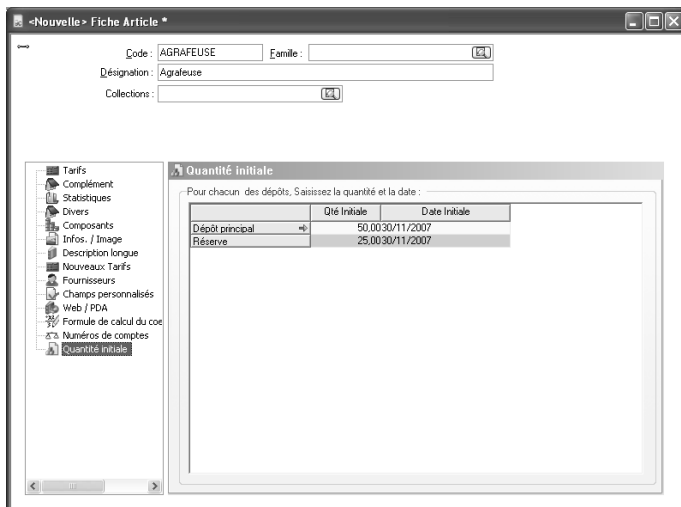 <Nouvelle> Fiche Article *
Code : AGRAFEUSE Famille :
Désignation : Agrafeuse
Collections :
Tarifs
Complément
Statistiques
Divers
Composants
Infos. / Image
Description longue
Nouveaux Tarifs
Fournisseurs
Champs personnalisés
Web / PDA
Formule de calcul du coe
Numéros de comptes
Quantité initiale
Quantité initiale
Pour chacun des dépôts, Saisissez la quantité et la date :
Qté Initiale Date Initiale
Dépôt principal 50,00 30/11/2007
Réserve 25,00 30/11/2007